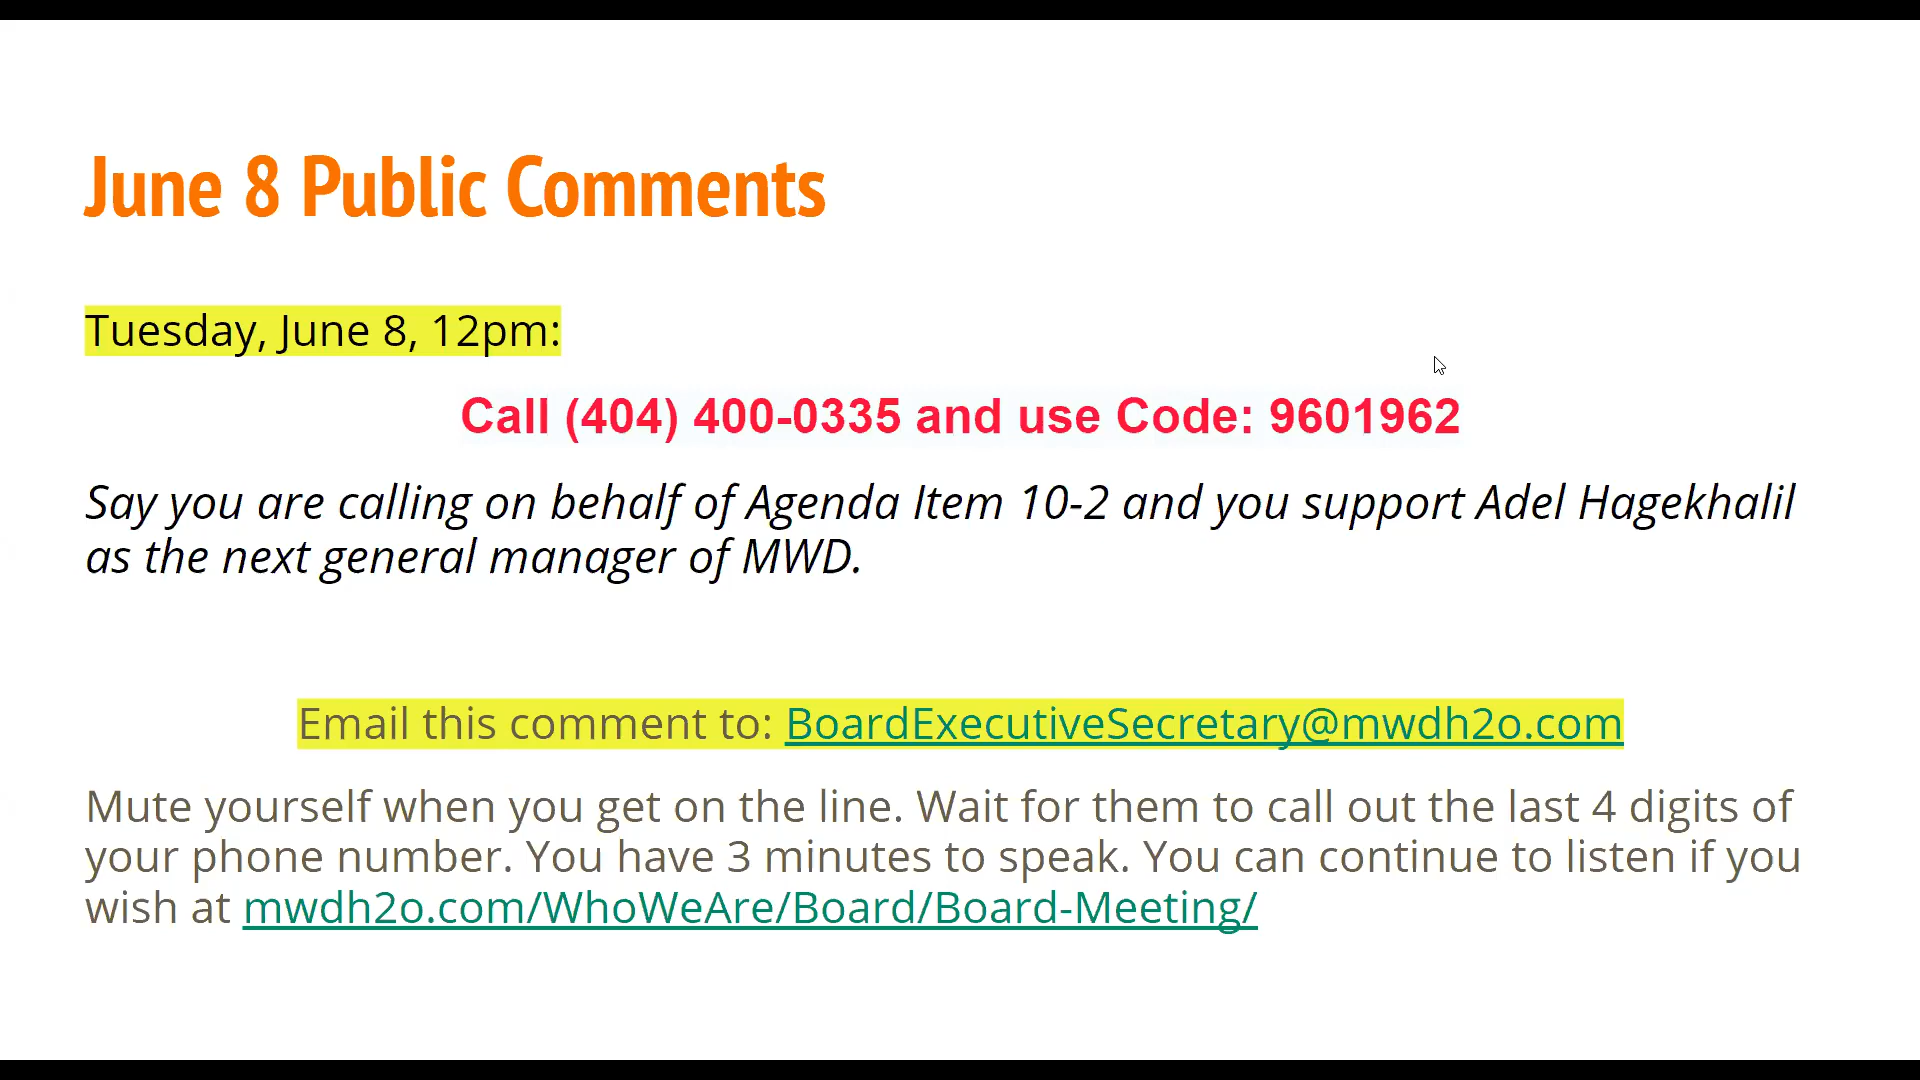 June 8 Public Comments
Tuesday, June 8, 12pm:
Call (404) 400-0335 and use Code: 9601962
Say you are calling on behalf of Agenda Item 10-2 and you support Adel Hagekhalil
as the next general manager of MWD.
Email this comment to: BoardExecutiveSecretary@mwdh2o.com
Mute yourself when you get on the line. Wait for them to call out the last 4 digits of
your phone number. You have 3 minutes to speak. You can continue to listen if you
wish at mwdh2o.com/WhoWeAre/Board/Board-Meeting/